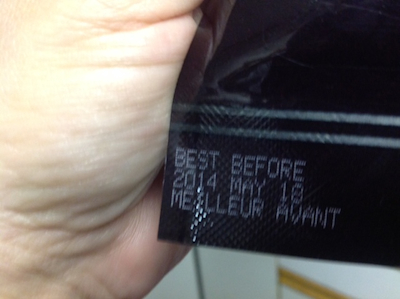 BEST BEFORE
2014 MAY 18
MEILLEUR AVANT